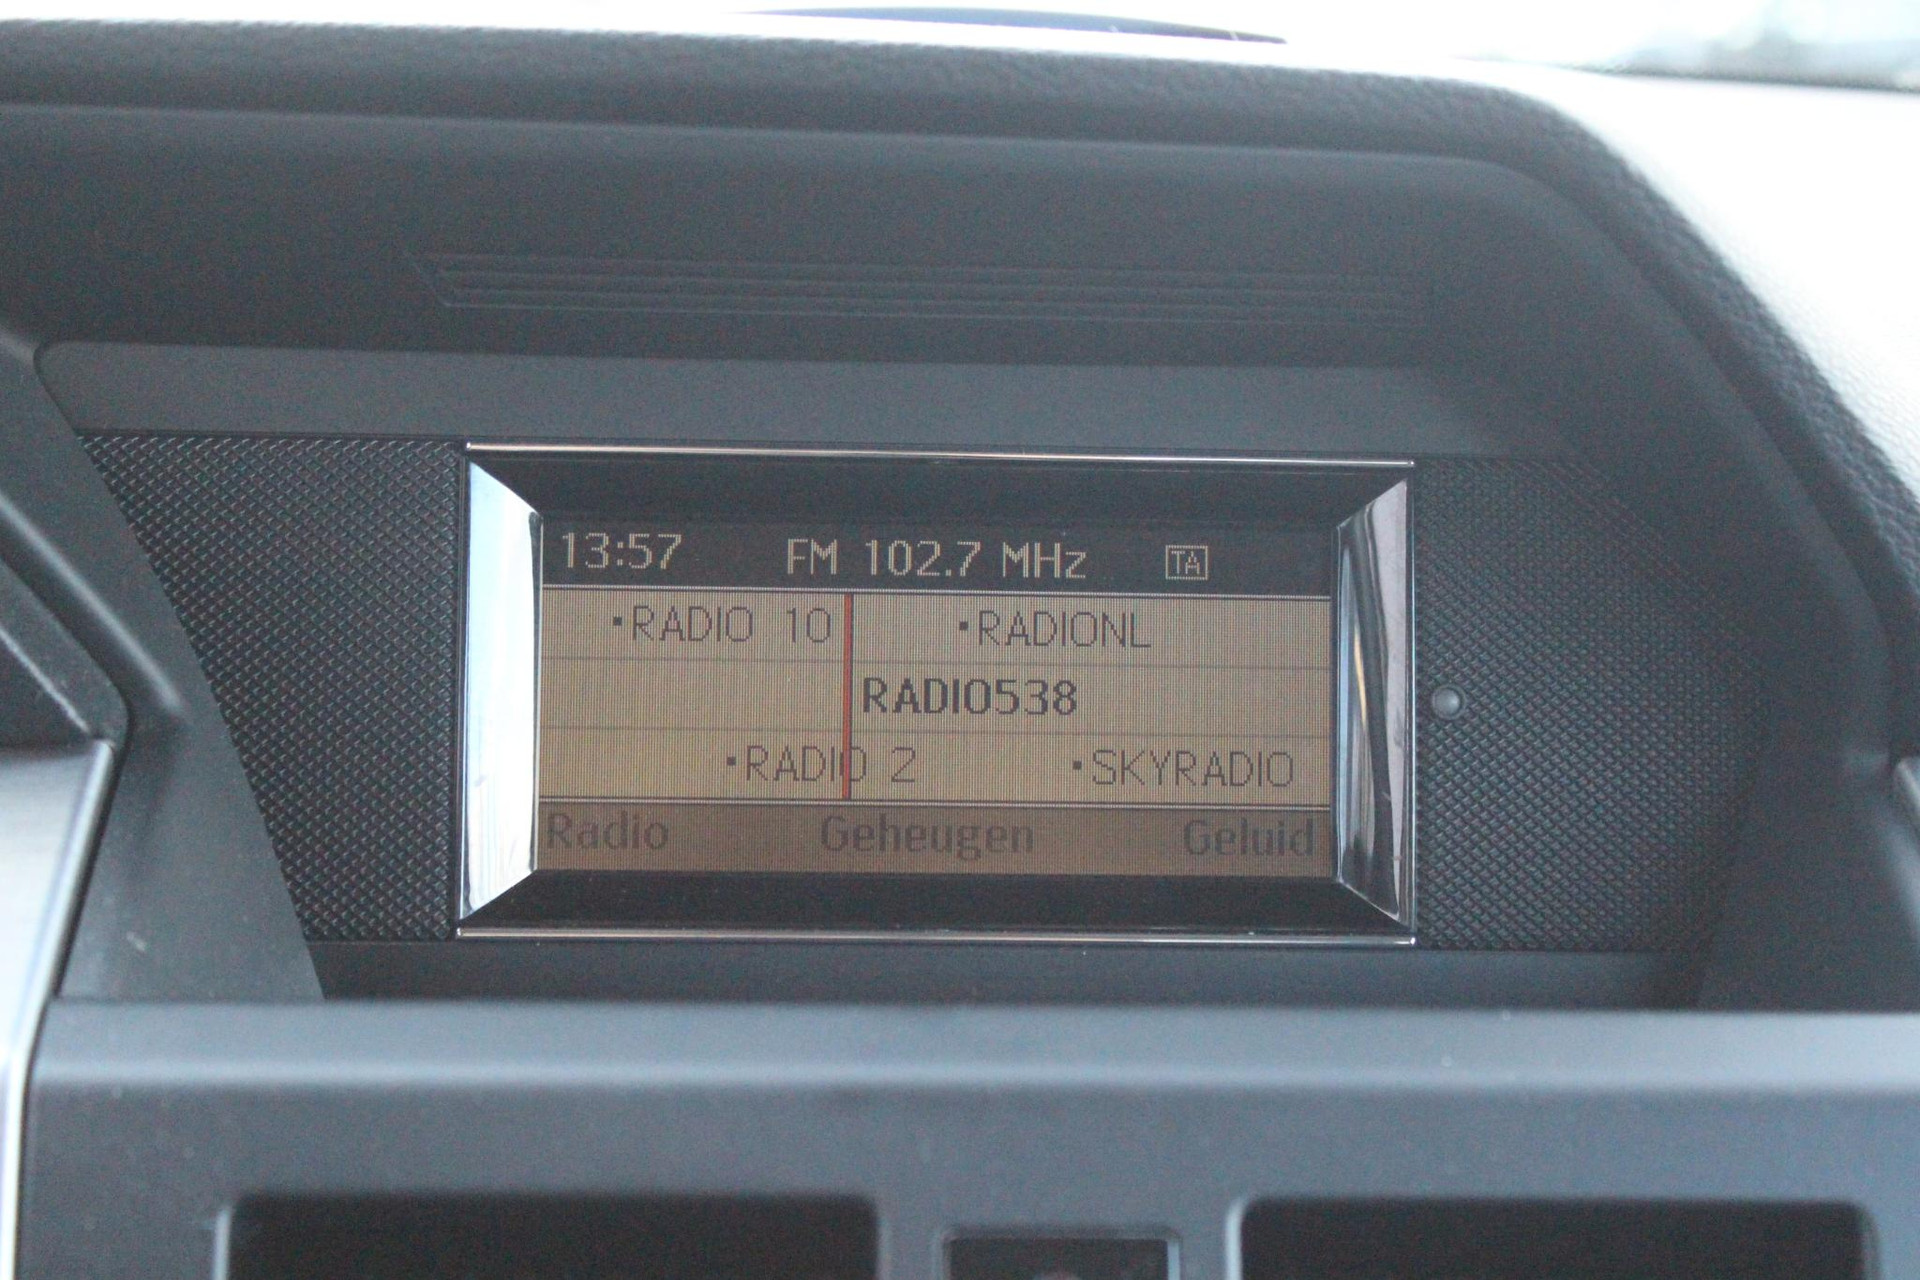 13:57 FM 102.7 MHz TA
·RADIO 10 ·RADIONL
RADIO538
·RADIO 2 ·SKYRADIO
Radio Geheugen Geluid